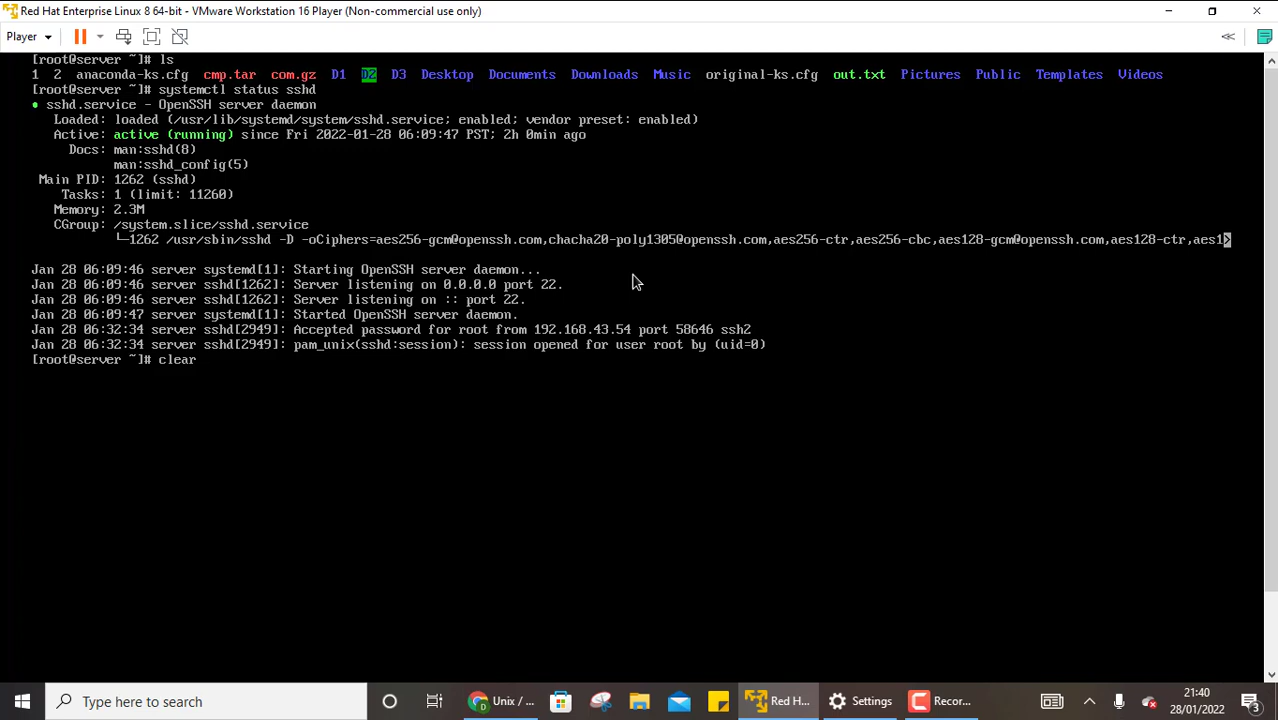 Red Hat Enterprise Linux 8 64-bit - VMware Workstation 16 Player (Non-commercial use only)
Player
[root@server ~]# ls
1 2 anaconda-ks.cfg cmp.tar com.gz D1 D2 D3 Desktop Documents Downloads Music original-ks.cfg out.txt Pictures Public Templates Videos
[root@server ~]# systemctl status sshd
● sshd.service - OpenSSH server daemon
Loaded: loaded (/usr/lib/systemd/system/sshd.service; enabled; vendor preset: enabled)
Active: active (running) since Fri 2022-01-28 06:09:47 PST; 2h 0min ago
Docs: man:sshd(8)
man:sshd_config(5)
Main PID: 1262 (sshd)
Tasks: 1 (limit: 11260)
Memory: 2.3M
CGroup: /system.slice/sshd.service
└─1262 /usr/sbin/sshd -D -oCiphers=aes256-gcm@openssh.com,chacha20-poly1305@openssh.com,aes256-ctr,aes256-cbc,aes128-gcm@openssh.com,aes128-ctr,aes1>
Jan 28 06:09:46 server systemd[1]: Starting OpenSSH server daemon...
Jan 28 06:09:46 server sshd[1262]: Server listening on 0.0.0.0 port 22.
Jan 28 06:09:46 server sshd[1262]: Server listening on :: port 22.
Jan 28 06:09:47 server systemd[1]: Started OpenSSH server daemon.
Jan 28 06:32:34 server sshd[2949]: Accepted password for root from 192.168.43.54 port 58646 ssh2
Jan 28 06:32:34 server sshd[2949]: pam_unix(sshd:session): session opened for user root by (uid=0)
[root@server ~]# clear
Type here to search
Unix / ...
Red H...
Settings
Recor...
21:40
28/01/2022
3